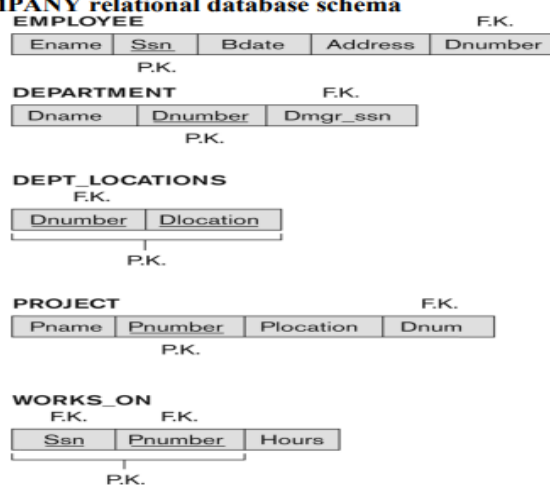 MPANY relational database schema
EMPLOYEE F.K.
Ename Ssn Bdate Address Dnumber
P.K.
DEPARTMENT F.K.
Dname Dnumber Dmgr_ssn
P.K.
DEPT_LOCATIONS
F.K.
Dnumber Dlocation
P.K.
PROJECT F.K.
Pname Pnumber Plocation Dnum
P.K.
WORKS_ON
F.K. F.K.
Ssn Pnumber Hours
P.K.